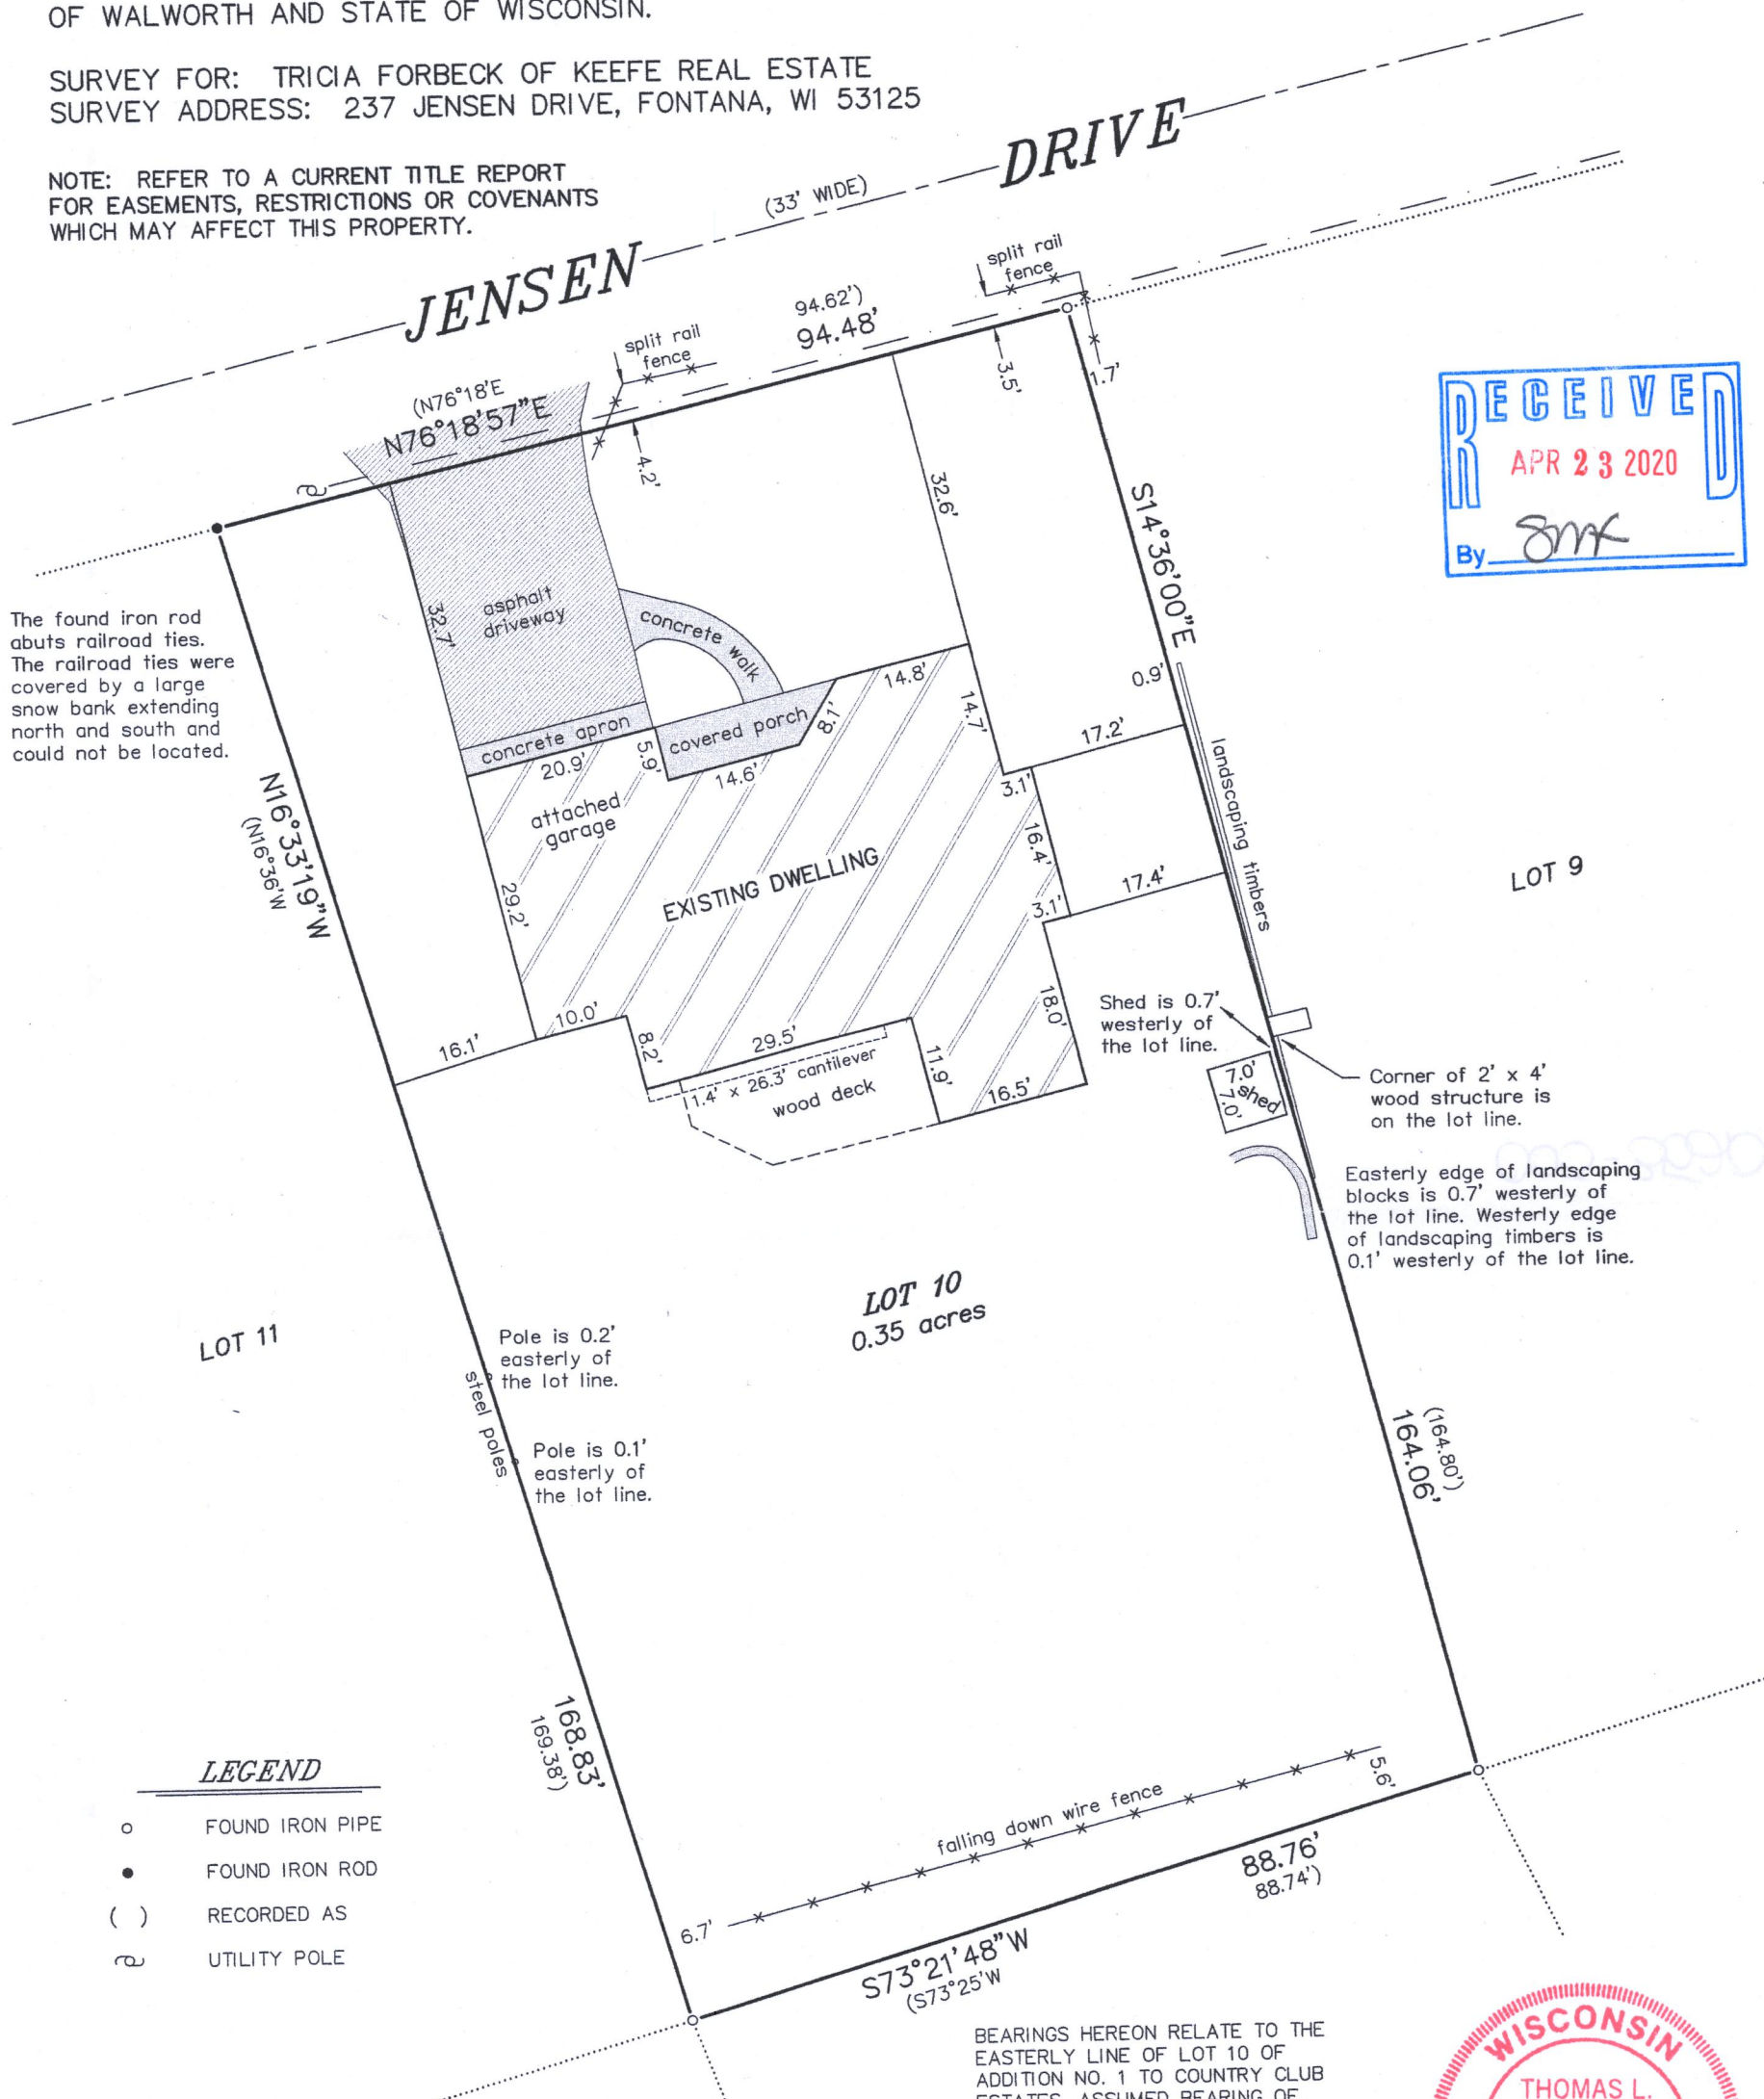 OF WALWORTH AND STATE OF WISCONSIN.
SURVEY FOR: TRICIA FORBECK OF KEEFE REAL ESTATE
SURVEY ADDRESS: 237 JENSEN DRIVE, FONTANA, WI 53125
NOTE: REFER TO A CURRENT TITLE REPORT
FOR EASEMENTS, RESTRICTIONS OR COVENANTS
WHICH MAY AFFECT THIS PROPERTY.
JENSEN
(33' WIDE)
DRIVE
split rail
fence
split rail
fence
94.62')
94.48'
(N76°18'E
N76°18'57"E
4.2'
3.5'
1.7'
RECEIVED
APR 23 2020
By SMK
The found iron rod
abuts railroad ties.
The railroad ties were
covered by a large
snow bank extending
north and south and
could not be located.
32.7'
asphalt
driveway
concrete walk
32.6'
S14°36'00"E
0.9'
14.8'
14.7'
8.1'
covered porch
concrete apron
5.9'
20.9'
14.6'
17.2'
3.1'
landscaping timbers
attached
garage
16.4'
EXISTING DWELLING
29.2'
17.4'
3.1'
LOT 9
N16°33'19"W
(N16°36'W
18.0'
10.0'
16.1'
8.2'
29.5'
11.9'
1.4' x 26.3' cantilever
wood deck
16.5'
Shed is 0.7'
westerly of
the lot line.
7.0'
7.0'
shed
Corner of 2' x 4'
wood structure is
on the lot line.
Easterly edge of landscaping
blocks is 0.7' westerly of
the lot line. Westerly edge
of landscaping timbers is
0.1' westerly of the lot line.
LOT 10
0.35 acres
LOT 11
Pole is 0.2'
easterly of
the lot line.
steel poles
Pole is 0.1'
easterly of
the lot line.
(164.80')
164.06'
168.83'
169.38')
falling down wire fence
5.6'
6.7'
88.76'
88.74')
S73°21'48"W
(S73°25'W
LEGEND
FOUND IRON PIPE
FOUND IRON ROD
( ) RECORDED AS
UTILITY POLE
BEARINGS HEREON RELATE TO THE
EASTERLY LINE OF LOT 10 OF
ADDITION NO. 1 TO COUNTRY CLUB
ESTATES. ASSUMED BEARING OF
WISCONSIN
THOMAS L.